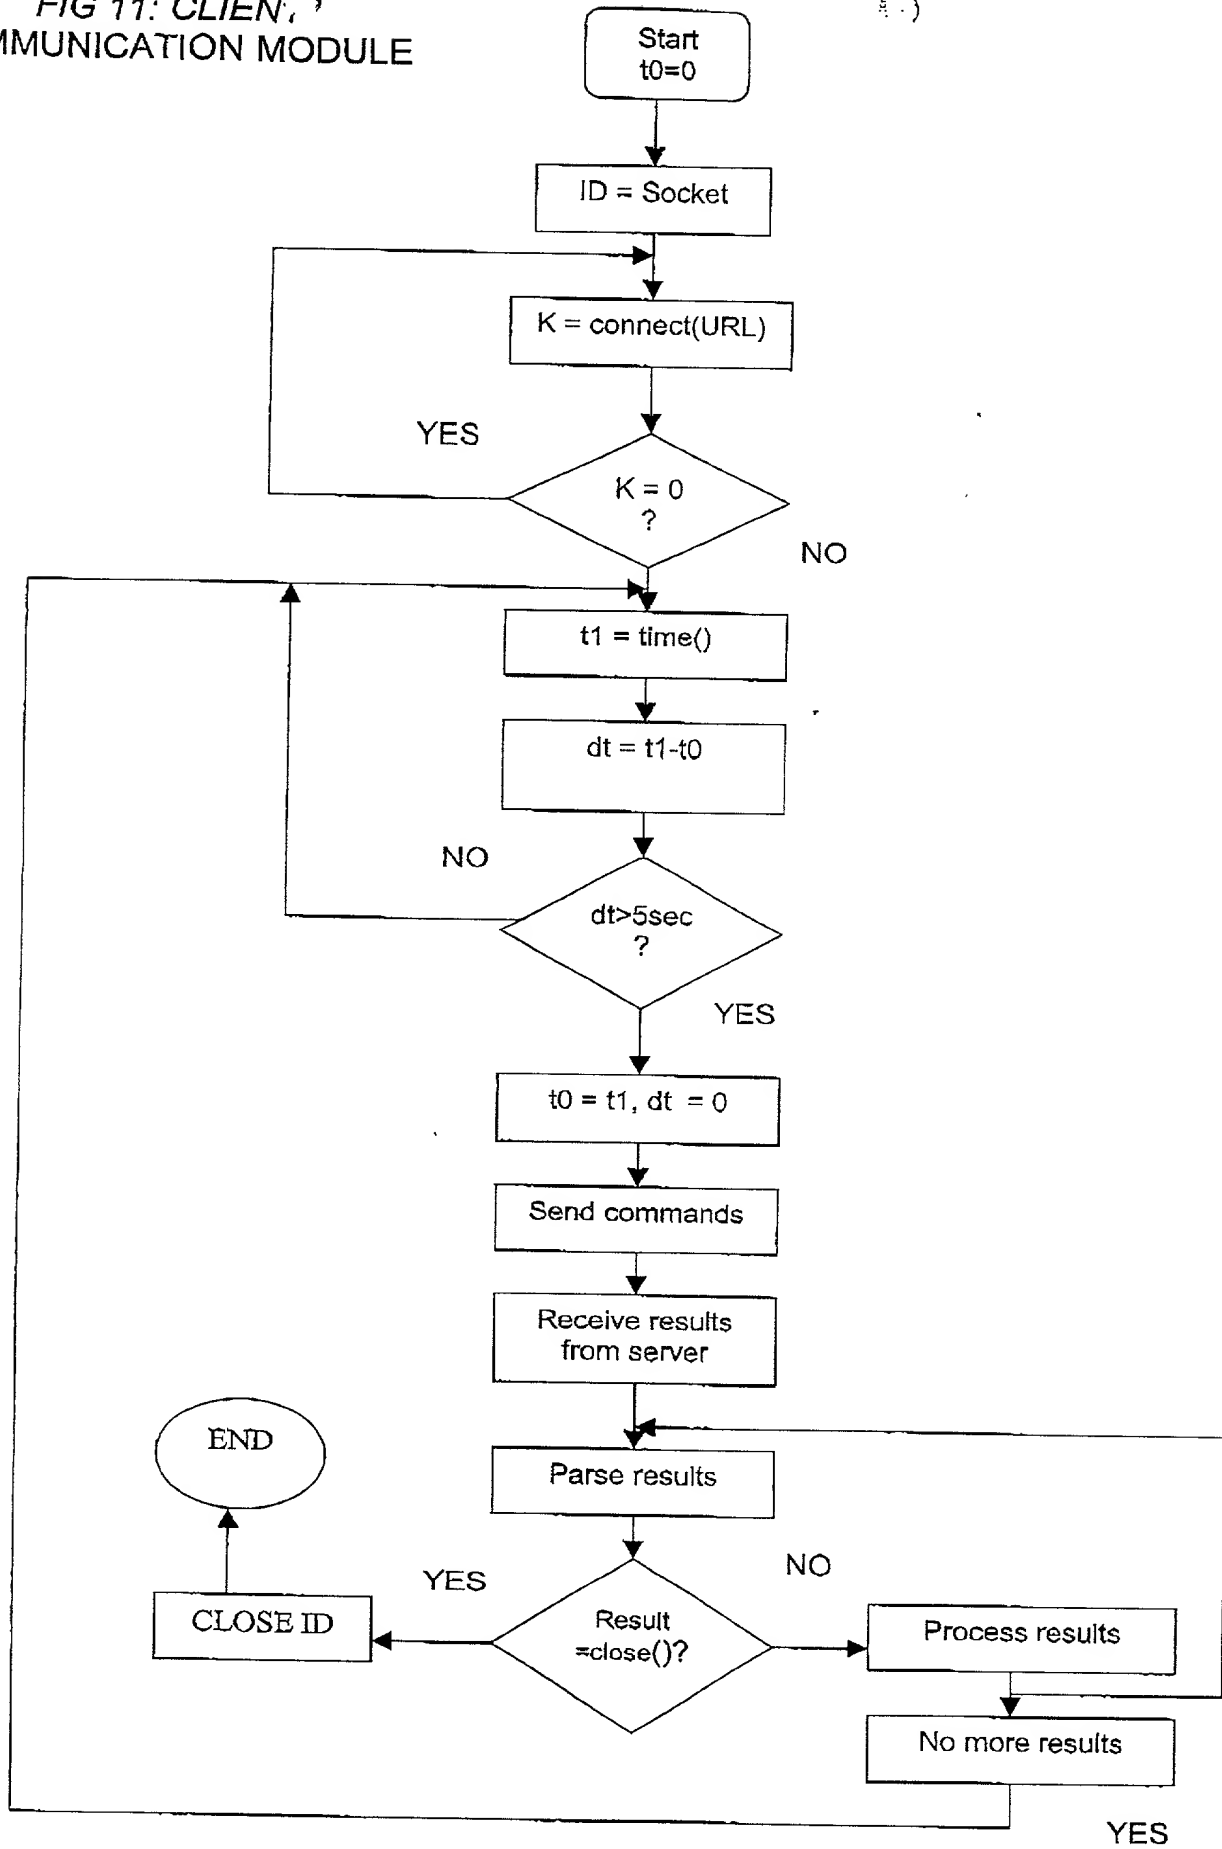 FIG 11: CLIENT
MMUNICATION MODULE
Start
t0=0
ID = Socket
K = connect(URL)
YES
K = 0
?
NO
t1 = time()
dt = t1-t0
NO
dt>5sec
?
YES
t0 = t1, dt = 0
Send commands
Receive results
from server
END
Parse results
NO
YES
CLOSE ID
Result
=close()?
Process results
No more results
YES